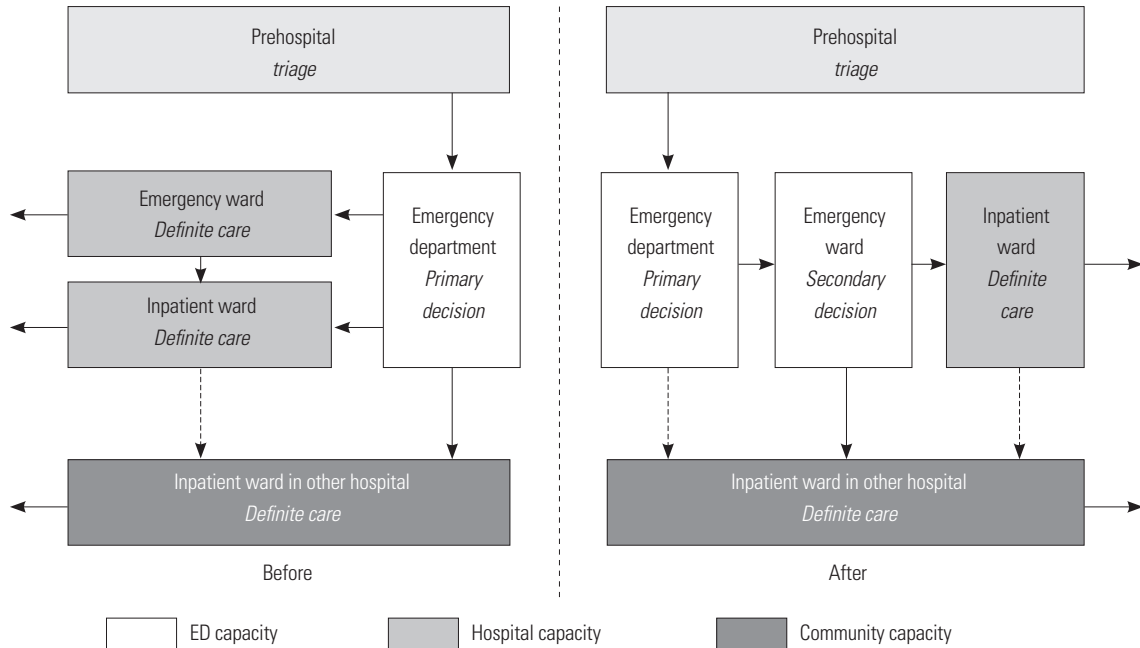 Prehospital
triage
Emergency ward
Definite care
Inpatient ward
Definite care
Emergency
department
Primary
decision
Inpatient ward in other hospital
Definite care
Before
Prehospital
triage
Emergency
department
Primary
decision
Emergency
ward
Secondary
decision
Inpatient
ward
Definite
care
Inpatient ward in other hospital
Definite care
After
ED capacity
Hospital capacity
Community capacity